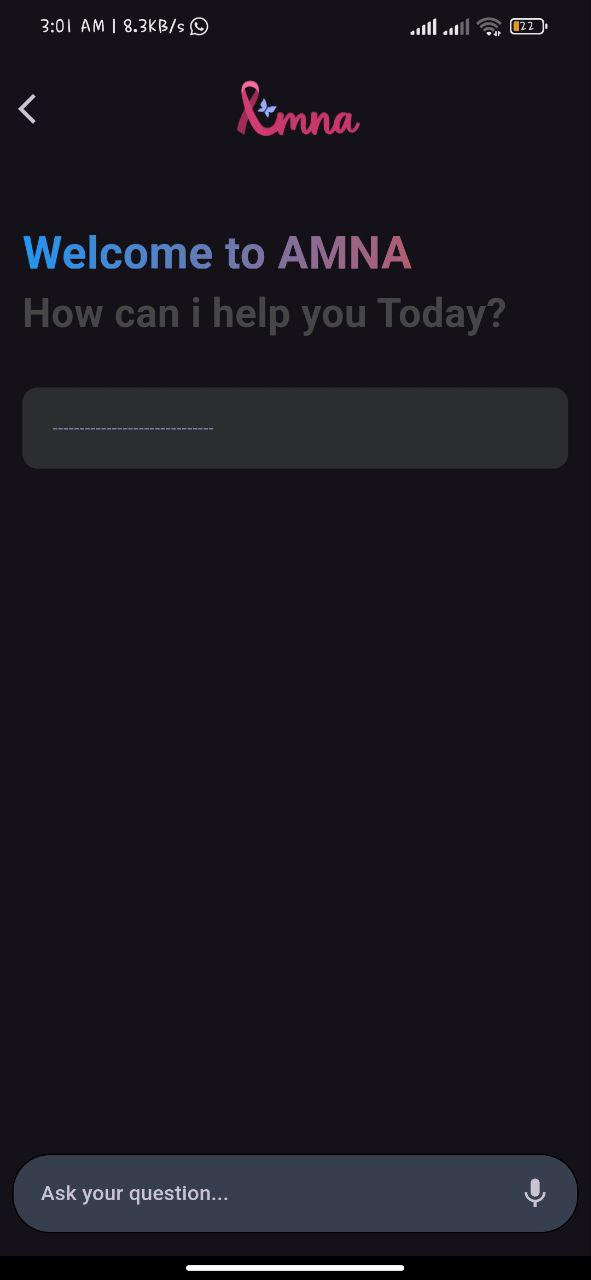 3:01 AM | 8.3KB/s
22
Amna
Welcome to AMNA
How can i help you Today?
------------------------------
Ask your question...